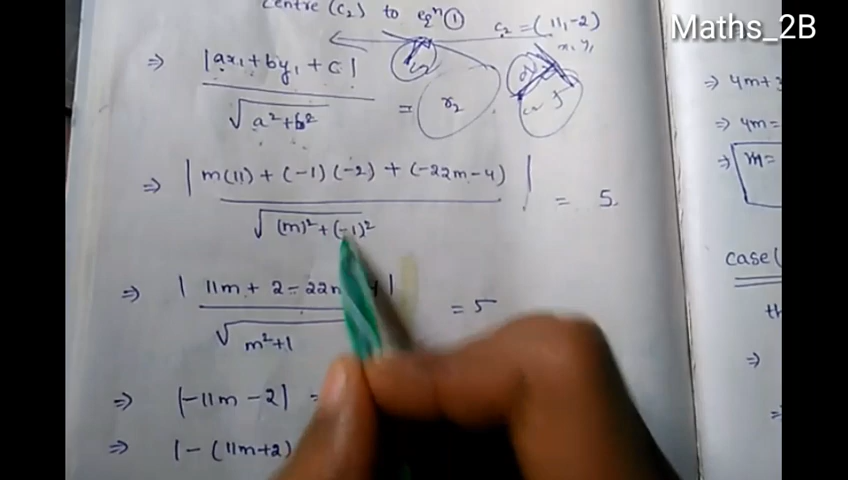 Centre (C₂) to eqⁿ ①
C₂ = (11, -2)
x₁ y₁
Maths_2B
⇒ |ax₁ + by₁ + c| / √(a² + b²) = r₂
⇒ | m(11) + (-1)(-2) + (-22m-4) / √((m)² + (-1)²) | = 5
⇒ | 11m + 2 - 22m 4 | / √(m²+1) = 5
⇒ |-11m - 2| =
⇒ |-(11m+2)
⇒ 4m +
⇒ 4m =
⇒ m =
case(
th
⇒